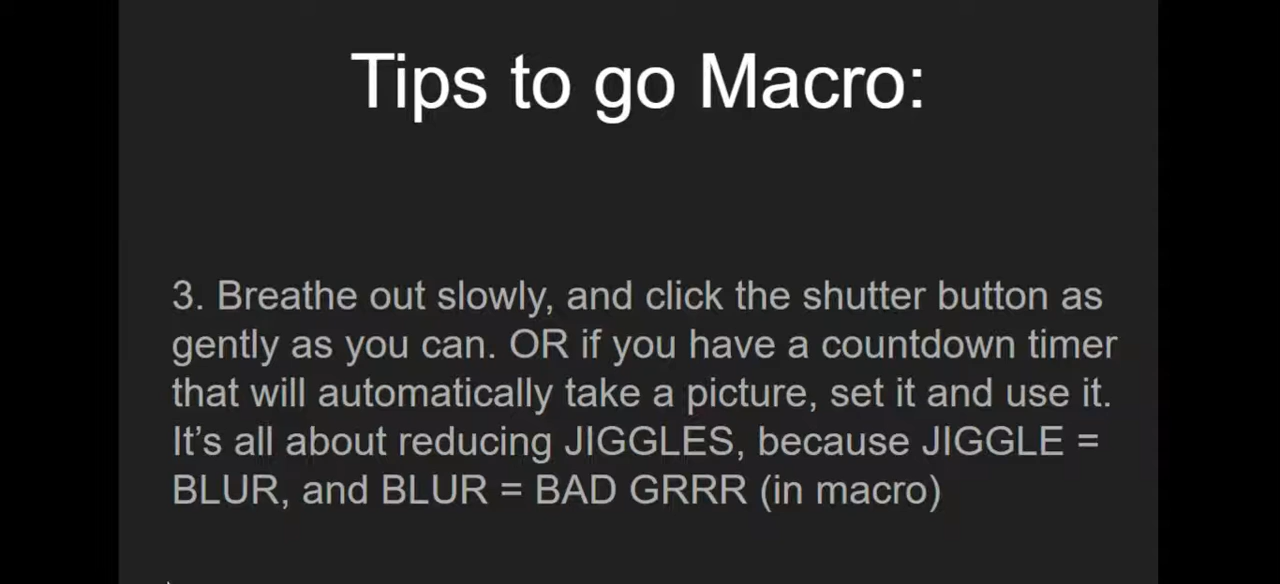 Tips to go Macro:
3. Breathe out slowly, and click the shutter button as
gently as you can. OR if you have a countdown timer
that will automatically take a picture, set it and use it.
It’s all about reducing JIGGLES, because JIGGLE =
BLUR, and BLUR = BAD GRRR (in macro)